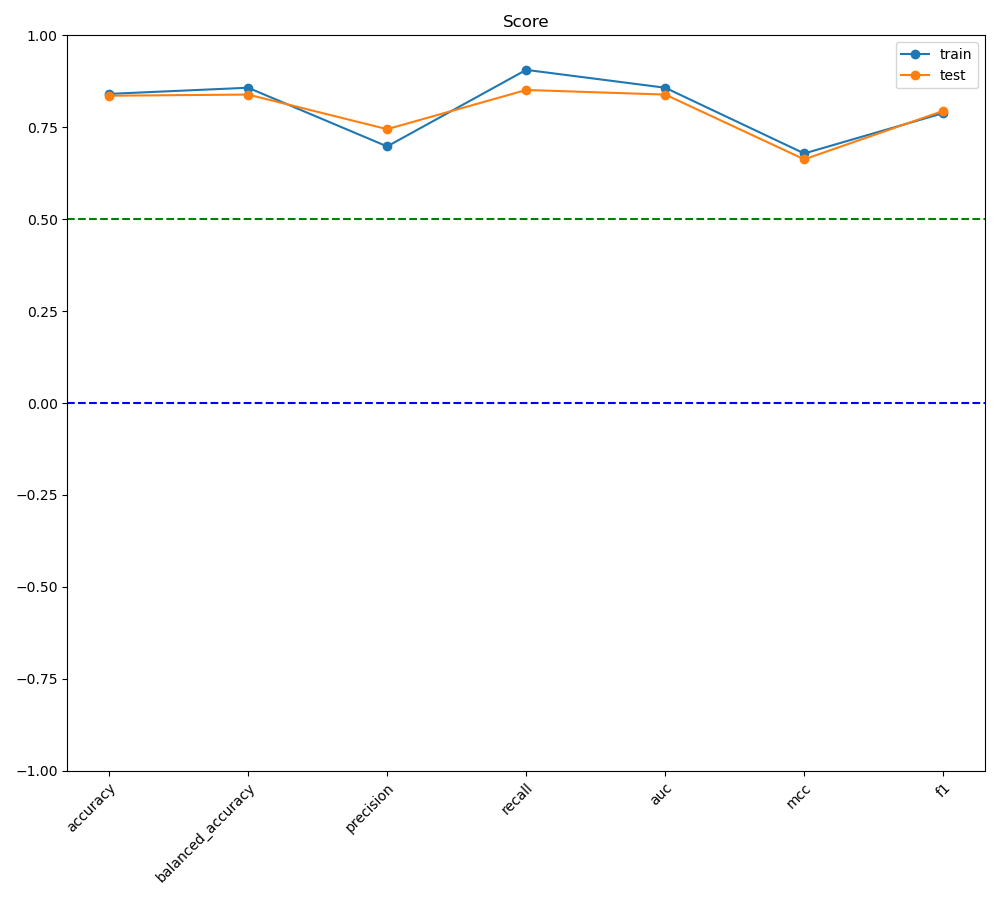 Score
train
test
1.00
0.75
0.50
0.25
0.00
−0.25
−0.50
−0.75
−1.00
accuracy
balanced_accuracy
precision
recall
auc
mcc
f1